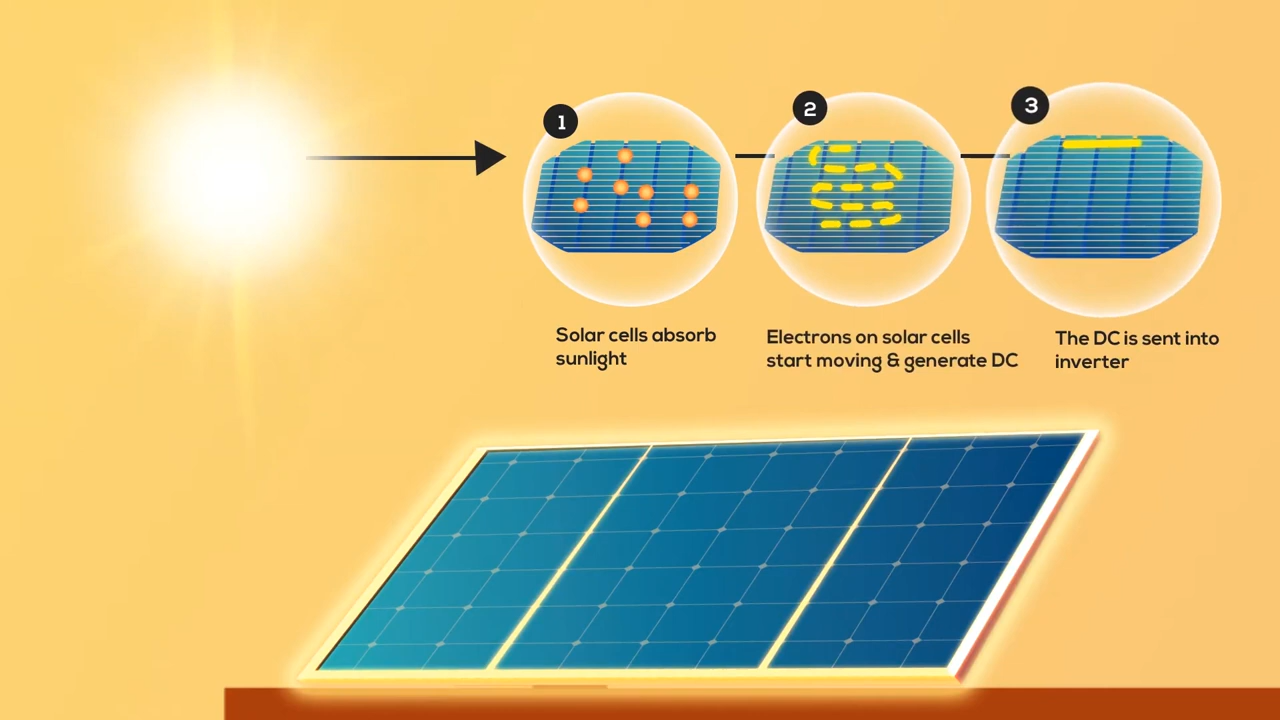 1
2
3
Solar cells absorb
sunlight
Electrons on solar cells
start moving & generate DC
The DC is sent into
inverter